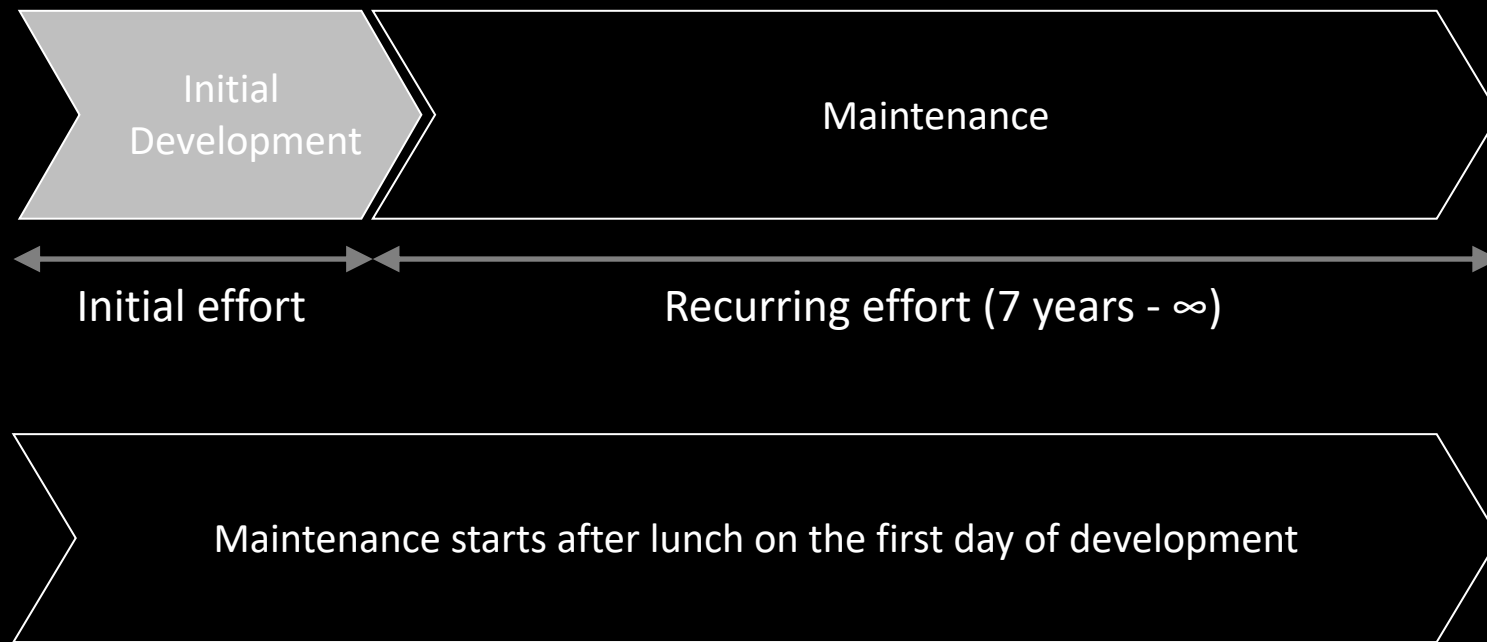 Initial
Development
Maintenance
Initial effort
Recurring effort (7 years - ∞)
Maintenance starts after lunch on the first day of development